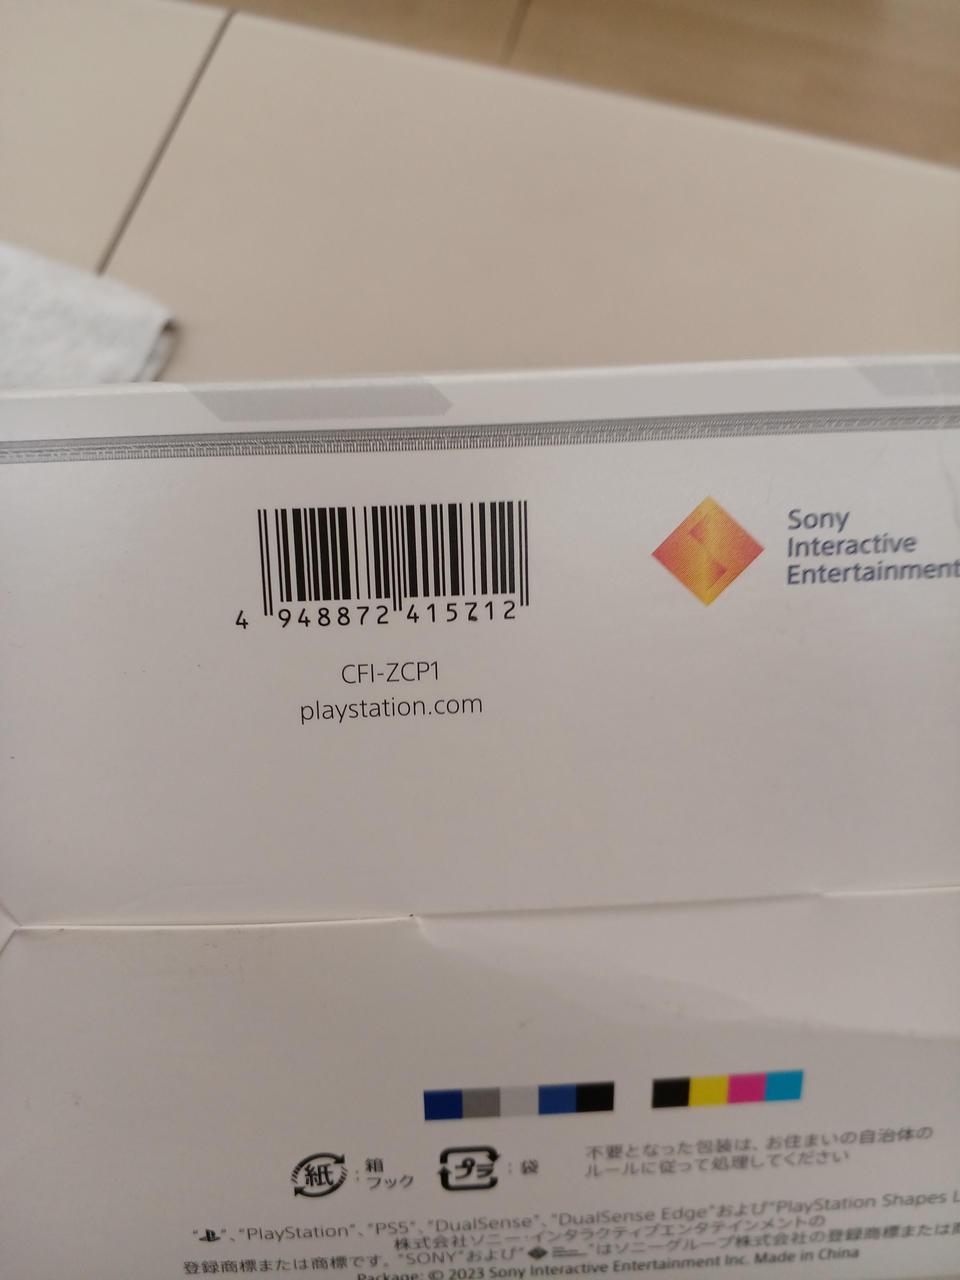 4 948872 415712
CFI-ZCP1
playstation.com
Sony
Interactive
Entertainment
紙 : 箱
フック
プラ : 袋
不要となった包装は、お住まいの自治体の
ルールに従って処理してください
"、"PlayStation"、"PS5"、"DualSense"、"DualSense Edge"および"PlayStation Shapes L
株式会社ソニー・インタラクティブエンタテインメントの
登録商標または商標です。"SONY"および" "はソニーグループ株式会社の登録商標または商
Package: © 2023 Sony Interactive Entertainment Inc. Made in China